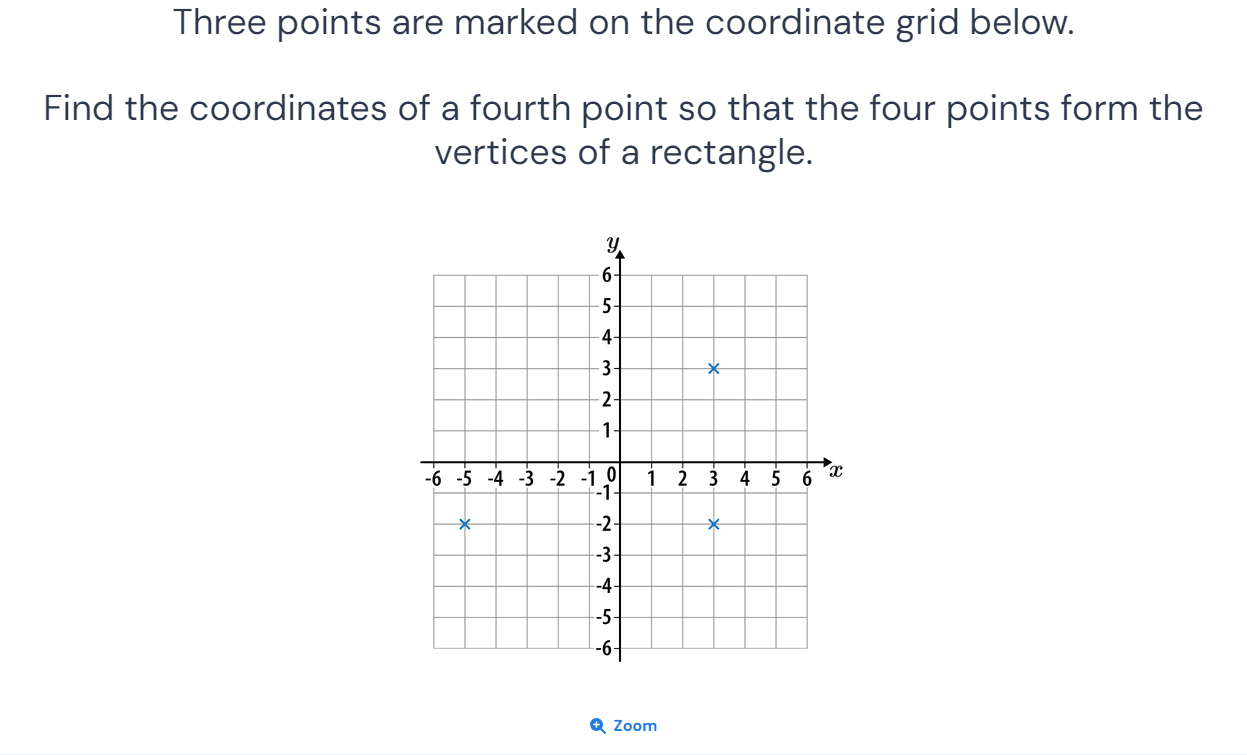 Three points are marked on the coordinate grid below.
Find the coordinates of a fourth point so that the four points form the
vertices of a rectangle.
y
6
5
4
3
2
1
-6 -5 -4 -3 -2 -1 0 1 2 3 4 5 6 x
-1
-2
-3
-4
-5
-6
Zoom